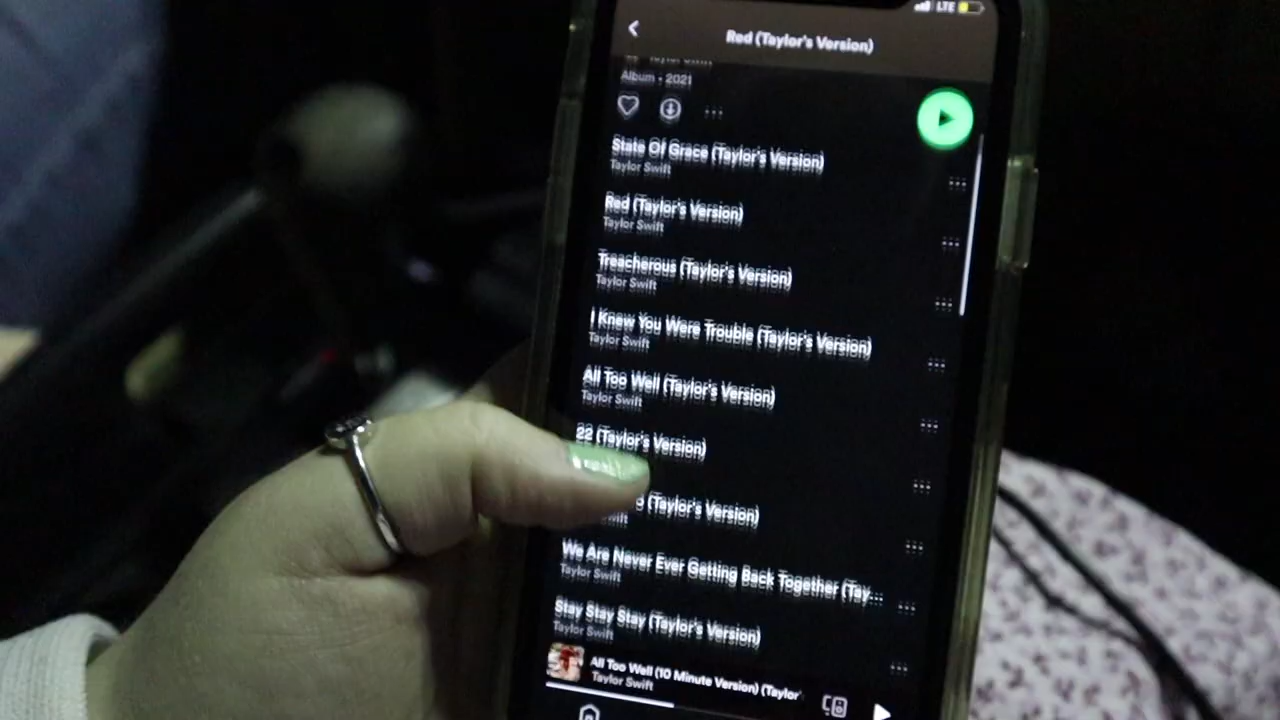 LTE
Red (Taylor's Version)
Taylor Swift
Album · 2021
State Of Grace (Taylor's Version)
Taylor Swift
Red (Taylor's Version)
Taylor Swift
Treacherous (Taylor's Version)
Taylor Swift
I Knew You Were Trouble (Taylor's Version)
Taylor Swift
All Too Well (Taylor's Version)
Taylor Swift
22 (Taylor's Version)
(Taylor's Version)
We Are Never Ever Getting Back Together (Tay...
Taylor Swift
Stay Stay Stay (Taylor's Version)
Taylor Swift
All Too Well (10 Minute Version) (Taylor'
Taylor Swift